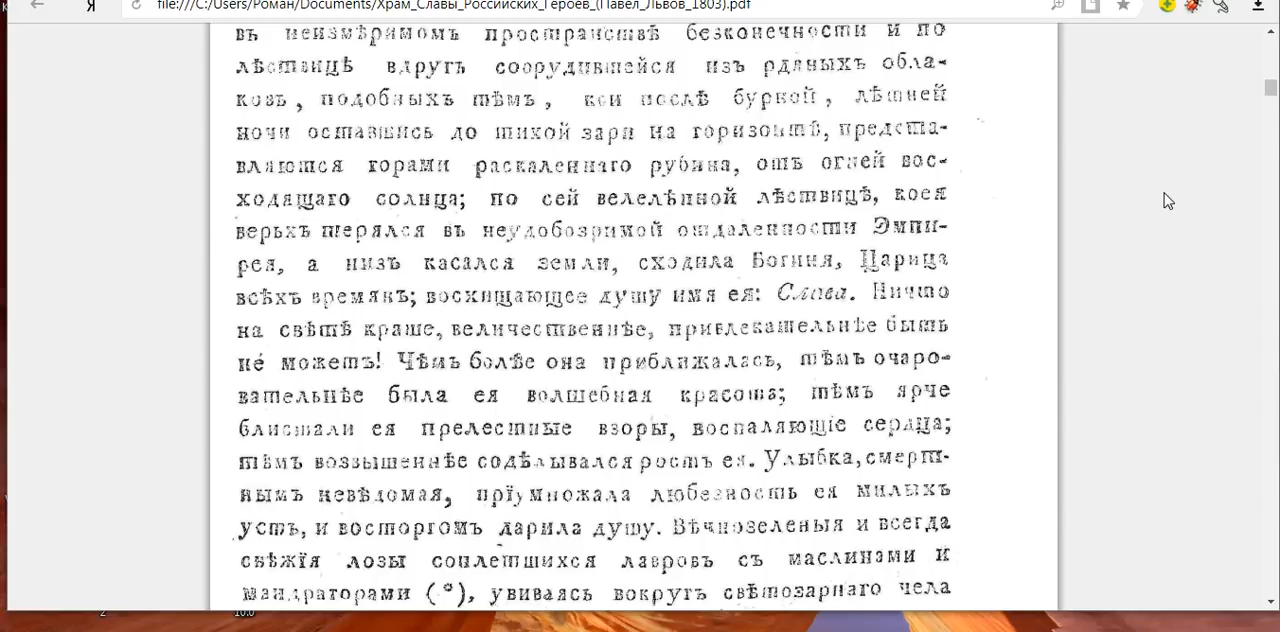 file:///C:/Users/Роман/Documents/Храм_Славы_Российских_Героев_(Павел_Львов_1803).pdf
въ неизмѣримомъ пространствѣ безконечности и по
лѣствицѣ вдругъ соорудившейся изъ рдяныхъ обла-
ковъ, подобныхъ тѣмъ, кои послѣ бурной, лѣтней
ночи оставшись до тихой зари на горизонтѣ, предста-
вляются горами раскаленнаго рубина, отъ огней вос-
ходящаго солнца; по сей велелѣпной лѣствицѣ, коея
верьхъ терялся въ неудобозримой отдаленности Эмпи-
рея, а низъ касался земли, сходила Богиня, Царица
всѣхъ времянъ; восхищающее душу имя ея: Слава. Ничто
на свѣтѣ краше, величественнѣе, привлекательнѣе быть
не́ можетъ! Чѣмъ болѣе она приближалась, тѣмъ очаро-
вательнѣе была ея волшебная красота; тѣмъ ярче
блистали ея прелестные взоры, воспаляющіе сердца;
тѣмъ возвышеннѣе содѣлывался ростъ ея. Улыбка, смерт-
нымъ невѣдомая, пріумножала любезность ея милыхъ
устъ, и восторгомъ дарила душу. Вѣчнозеленыя и всегда
свѣжія лозы соплетшихся лавровъ съ маслинами и
мандрагорами (*), увиваясь вокругъ свѣтозарнаго чела